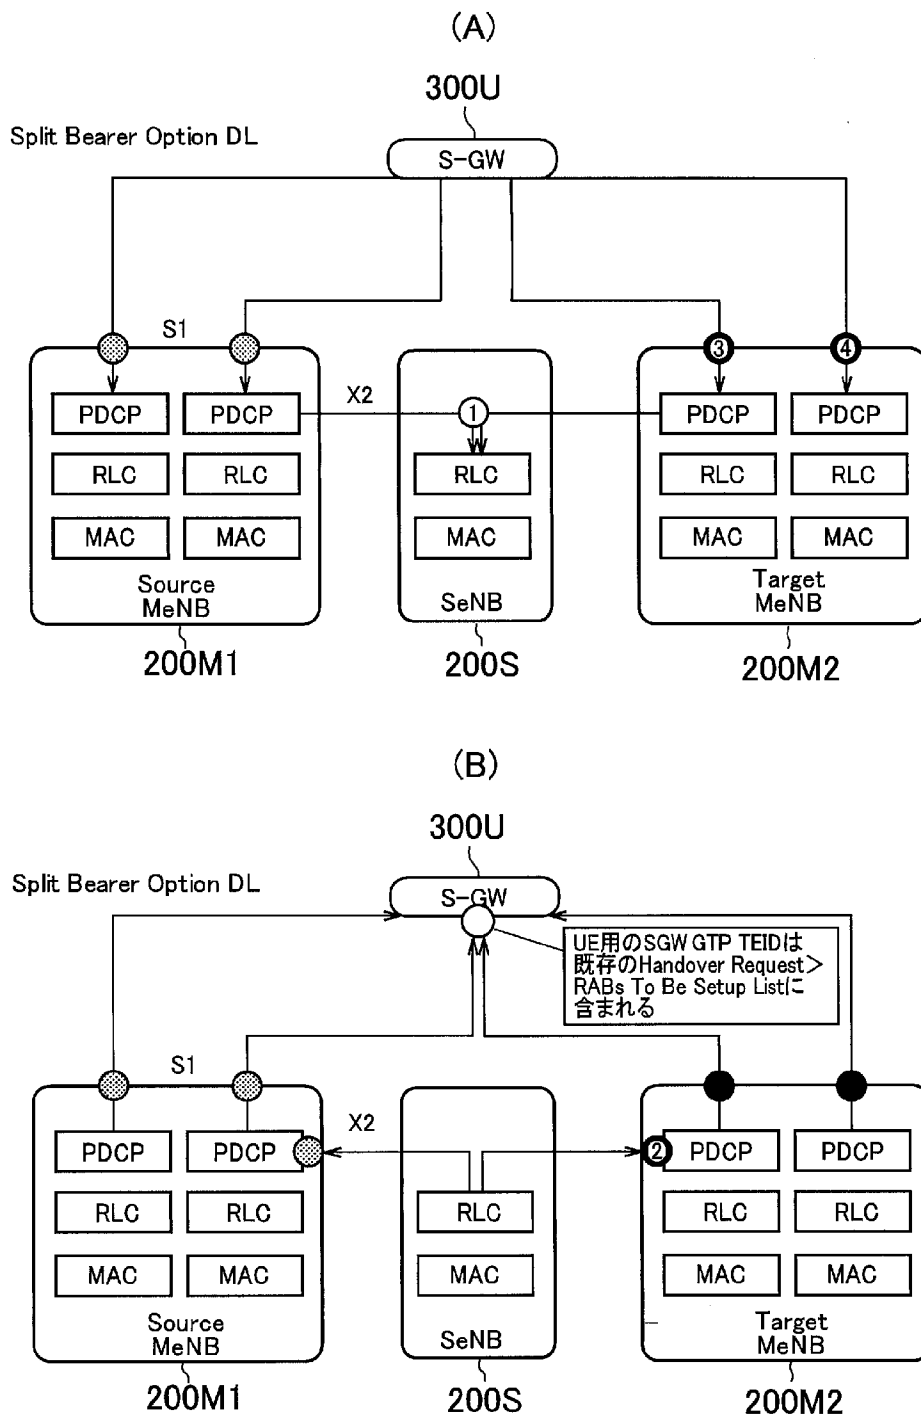 (A)
300U
Split Bearer Option DL
S-GW
S1
③
④
PDCP
PDCP
X2
①
PDCP
PDCP
RLC
RLC
RLC
RLC
RLC
MAC
MAC
MAC
MAC
MAC
Source
MeNB
SeNB
Target
MeNB
200M1
200S
200M2
(B)
300U
Split Bearer Option DL
S-GW
UE用のSGW GTP TEIDは
既存のHandover Request>
RABs To Be Setup Listに
含まれる
S1
X2
PDCP
PDCP
②
PDCP
PDCP
RLC
RLC
RLC
RLC
RLC
MAC
MAC
MAC
MAC
MAC
Source
MeNB
SeNB
Target
MeNB
200M1
200S
200M2